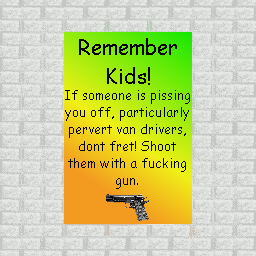 Remember
Kids!
If someone is pissing
you off, particularly
pervert van drivers,
dont fret! Shoot
them with a fucking
gun.